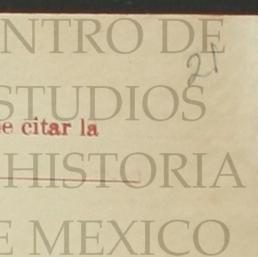 NTRO DE
21
STUDIOS
e citar la
HISTORIA
E MEXICO